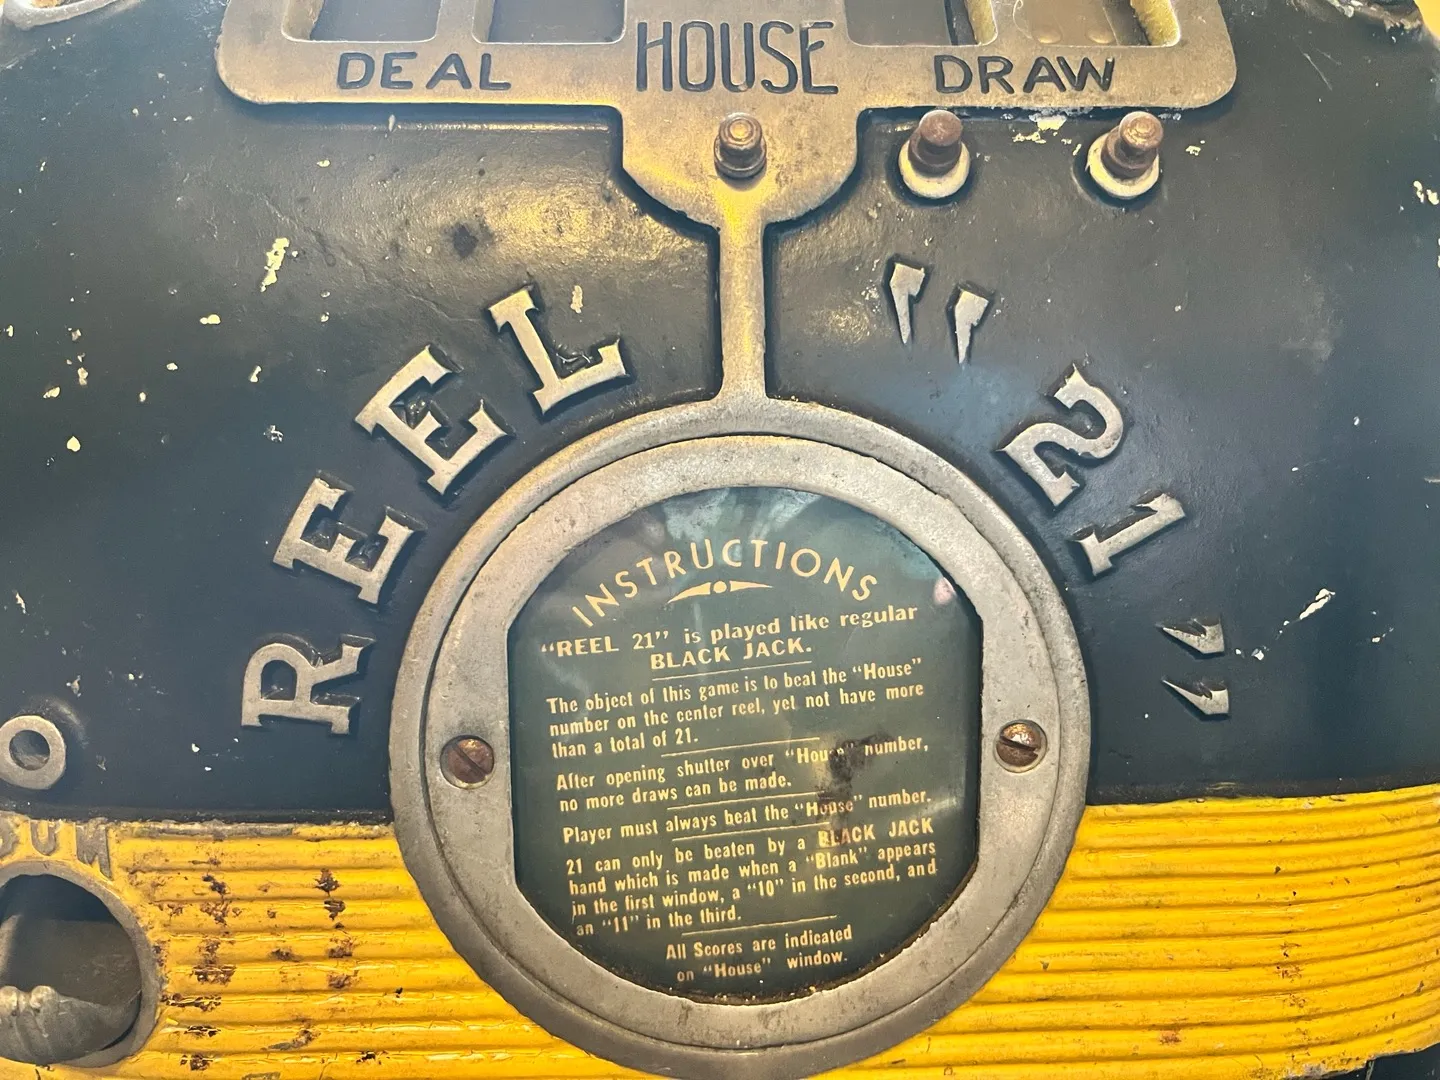 DEAL HOUSE DRAW
REEL "21"
GUM
INSTRUCTIONS
"REEL 21" is played like regular
BLACK JACK.
The object of this game is to beat the "House"
number on the center reel, yet not have more
than a total of 21.
After opening shutter over "House" number,
no more draws can be made.
Player must always beat the "House" number.
21 can only be beaten by a BLACK JACK
hand which is made when a "Blank" appears
in the first window, a "10" in the second, and
an "11" in the third.
All Scores are indicated
on "House" window.